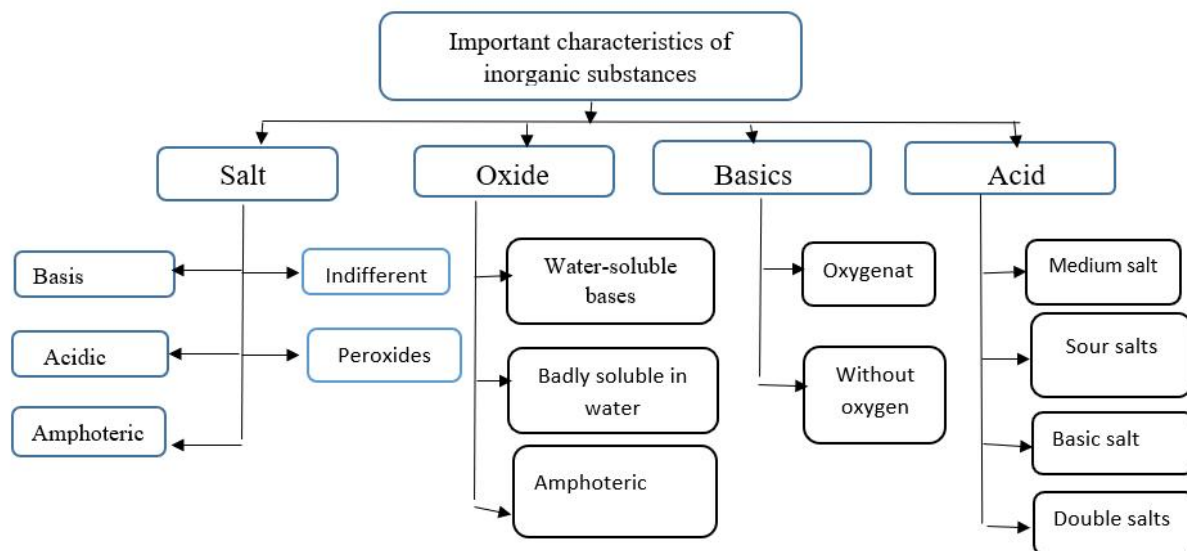 Important characteristics of
inorganic substances
Salt
Oxide
Basics
Acid
Basis
Indifferent
Acidic
Peroxides
Amphoteric
Water-soluble
bases
Badly soluble in
water
Amphoteric
Oxygenat
Without
oxygen
Medium salt
Sour salts
Basic salt
Double salts